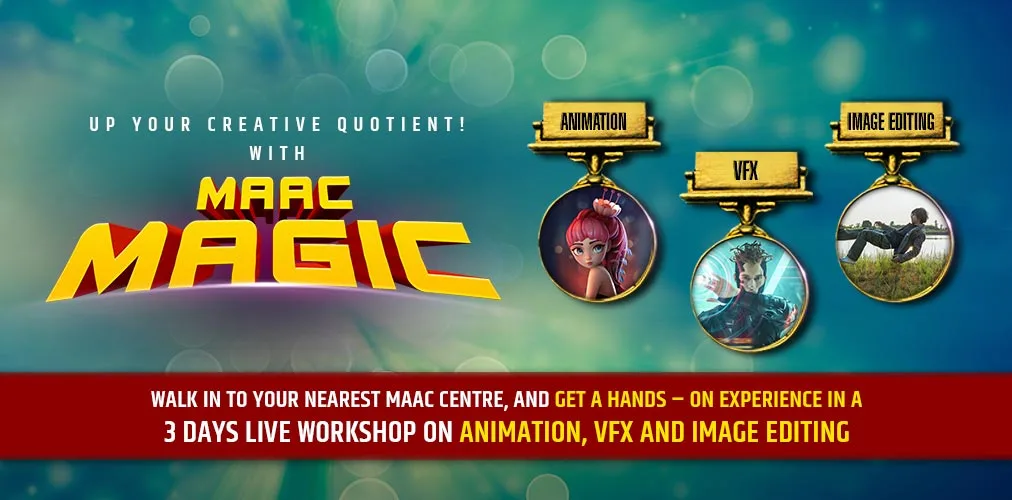 UP YOUR CREATIVE QUOTIENT!
WITH
MAAC
MAGIC
ANIMATION
VFX
IMAGE EDITING
WALK IN TO YOUR NEAREST MAAC CENTRE, AND GET A HANDS – ON EXPERIENCE IN A
3 DAYS LIVE WORKSHOP ON ANIMATION, VFX AND IMAGE EDITING